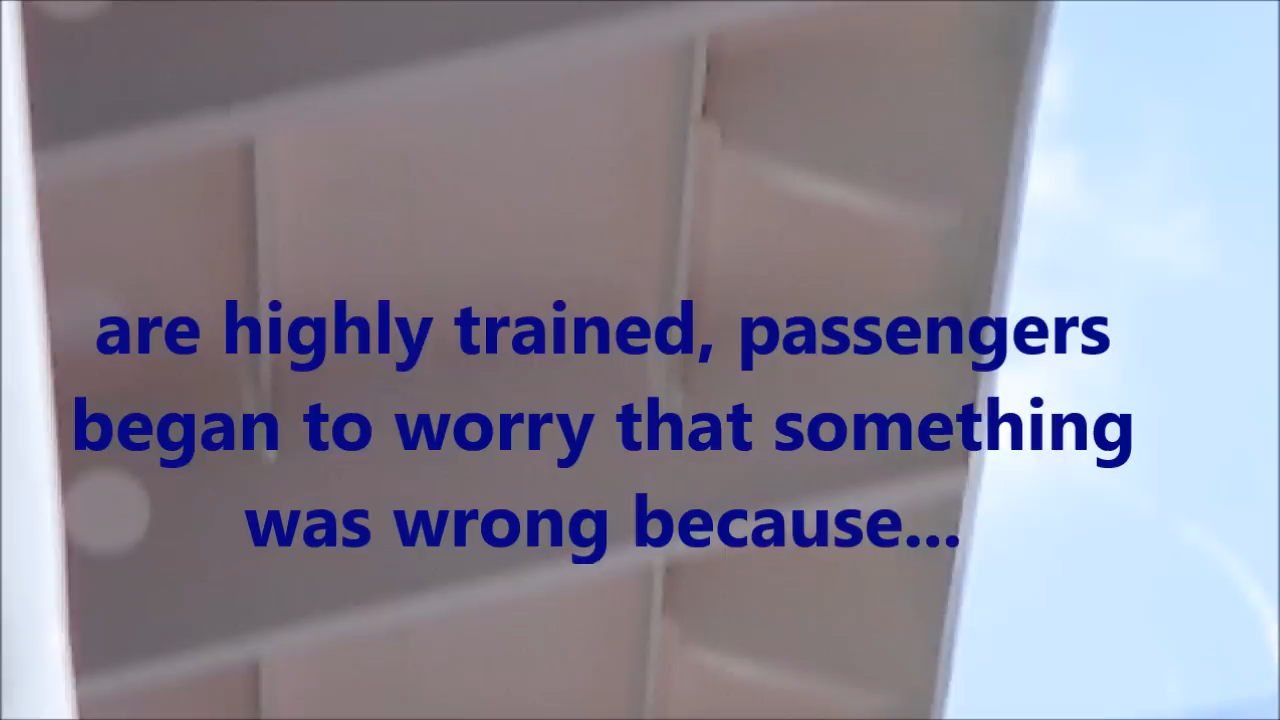 are highly trained, passengers
began to worry that something
was wrong because...